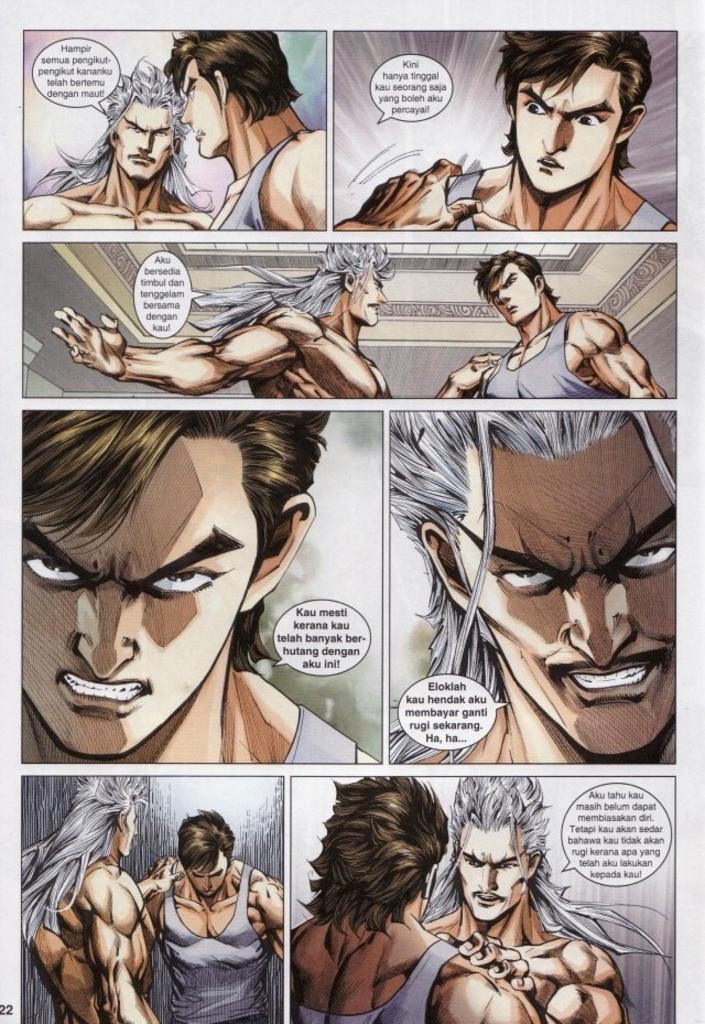 Hampir
semua pengikut-
pengikut kananku
telah bertemu
dengan maut!
Kini
hanya tinggal
kau seorang saja
yang boleh aku
percayai!
Aku
bersedia
timbul dan
tenggelam
bersama
dengan
kau!
Kau mesti
kerana kau
telah banyak ber-
hutang dengan
aku ini!
Eloklah
kau hendak aku
membayar ganti
rugi sekarang.
Ha, ha...
Aku tahu kau
masih belum dapat
membiasakan diri.
Tetapi kau akan sedar
bahawa kau tidak akan
rugi kerana apa yang
telah aku lakukan
kepada kau!
22